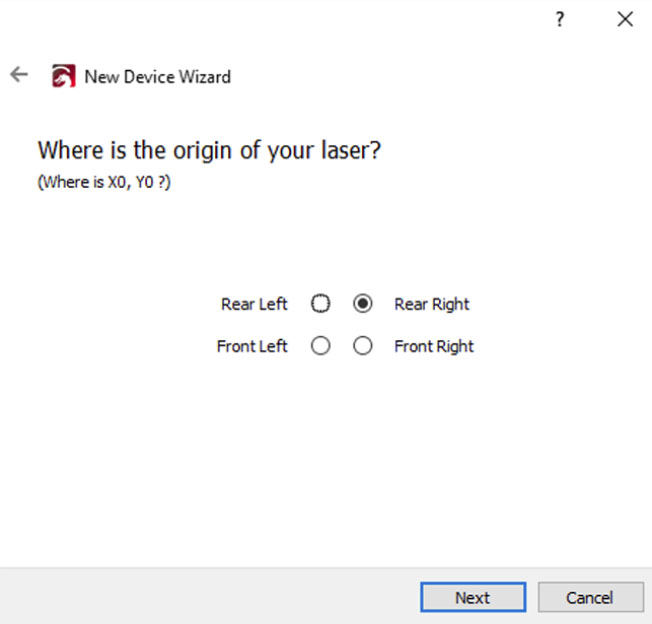 ?
New Device Wizard
Where is the origin of your laser?
(Where is X0, Y0 ?)
Rear Left Rear Right
Front Left Front Right
Next Cancel